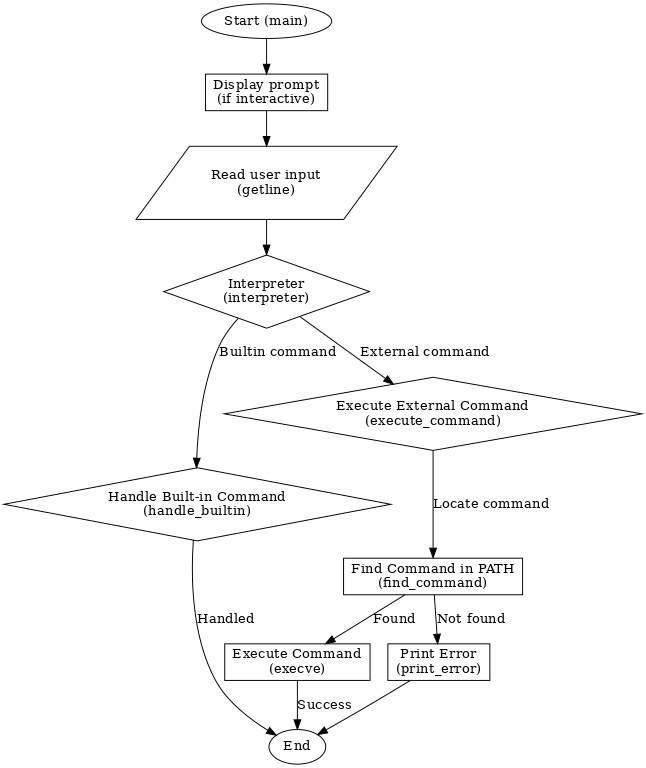 Start (main)
Display prompt
(if interactive)
Read user input
(getline)
Interpreter
(interpreter)
Builtin command
External command
Execute External Command
(execute_command)
Handle Built-in Command
(handle_builtin)
Locate command
Find Command in PATH
(find_command)
Handled
Found
Not found
Execute Command
(execve)
Print Error
(print_error)
Success
End